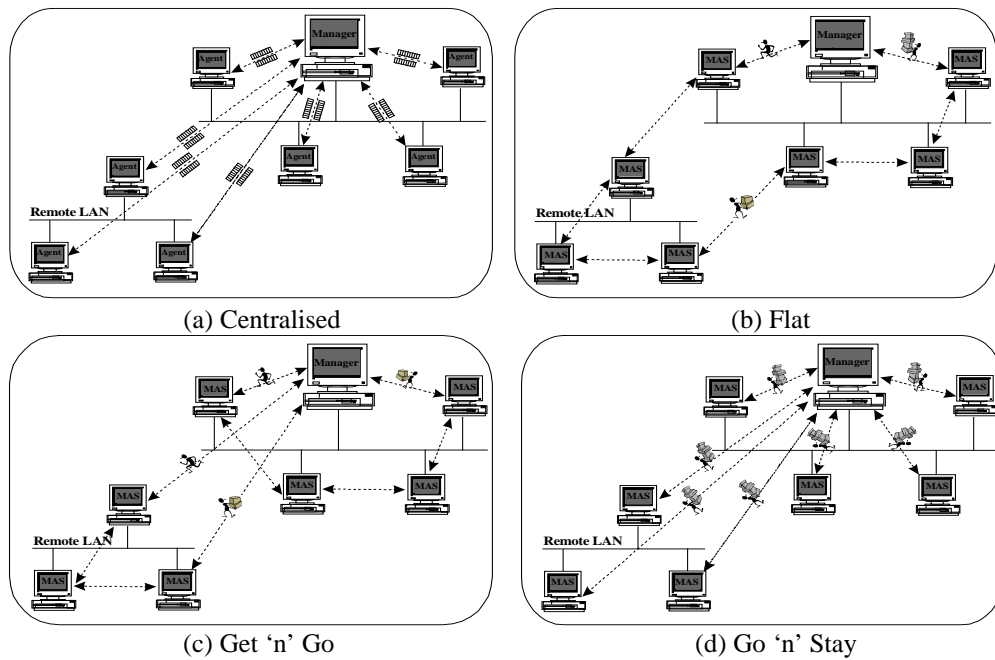 Manager
Agent
Agent
Agent
Agent
Agent
Remote LAN
Agent
Agent
(a) Centralised
Manager
MAS
MAS
MAS
MAS
MAS
Remote LAN
MAS
MAS
(b) Flat
Manager
MAS
MAS
MAS
MAS
MAS
Remote LAN
MAS
MAS
(c) Get ‘n’ Go
Manager
MAS
MAS
MAS
MAS
MAS
Remote LAN
MAS
MAS
(d) Go ‘n’ Stay